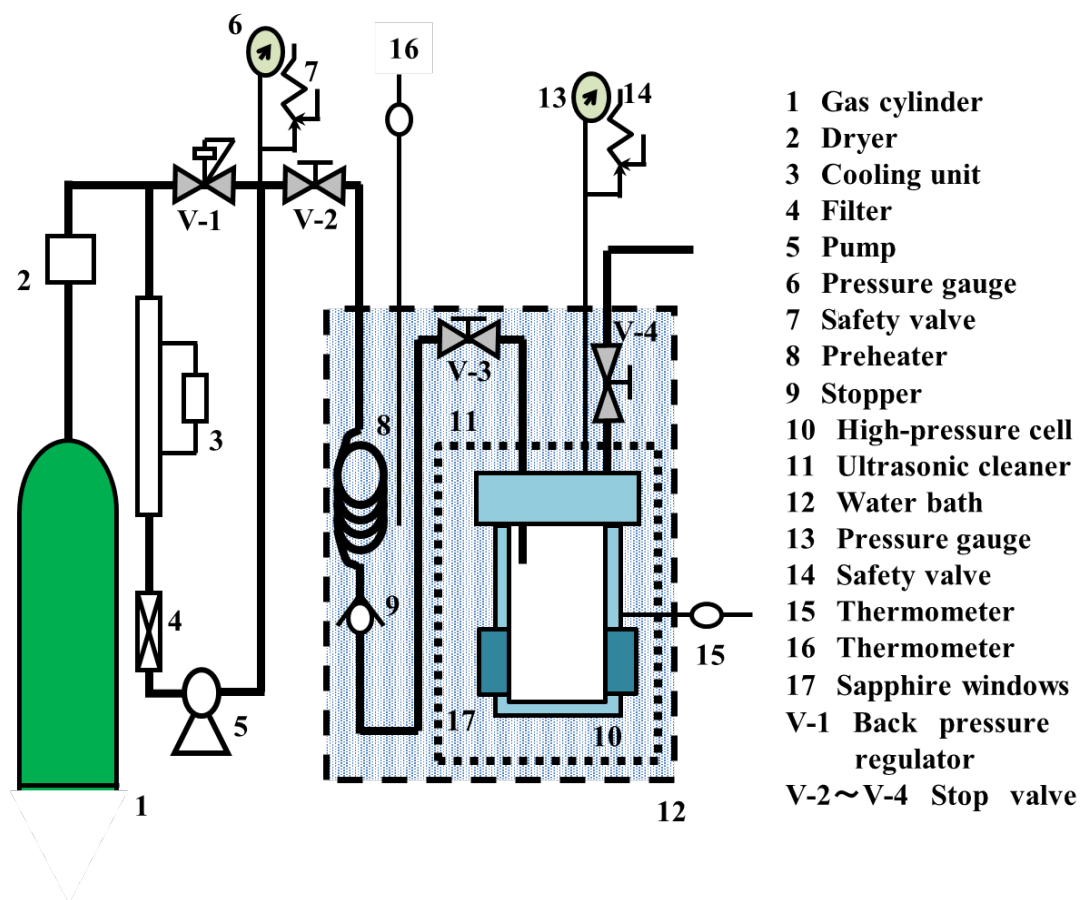 6
7
16
13
14
V-1
V-2
2
V-3
V-4
3
8
11
4
9
5
15
17
10
1
12
1 Gas cylinder
2 Dryer
3 Cooling unit
4 Filter
5 Pump
6 Pressure gauge
7 Safety valve
8 Preheater
9 Stopper
10 High-pressure cell
11 Ultrasonic cleaner
12 Water bath
13 Pressure gauge
14 Safety valve
15 Thermometer
16 Thermometer
17 Sapphire windows
V-1 Back pressure
regulator
V-2～V-4 Stop valve